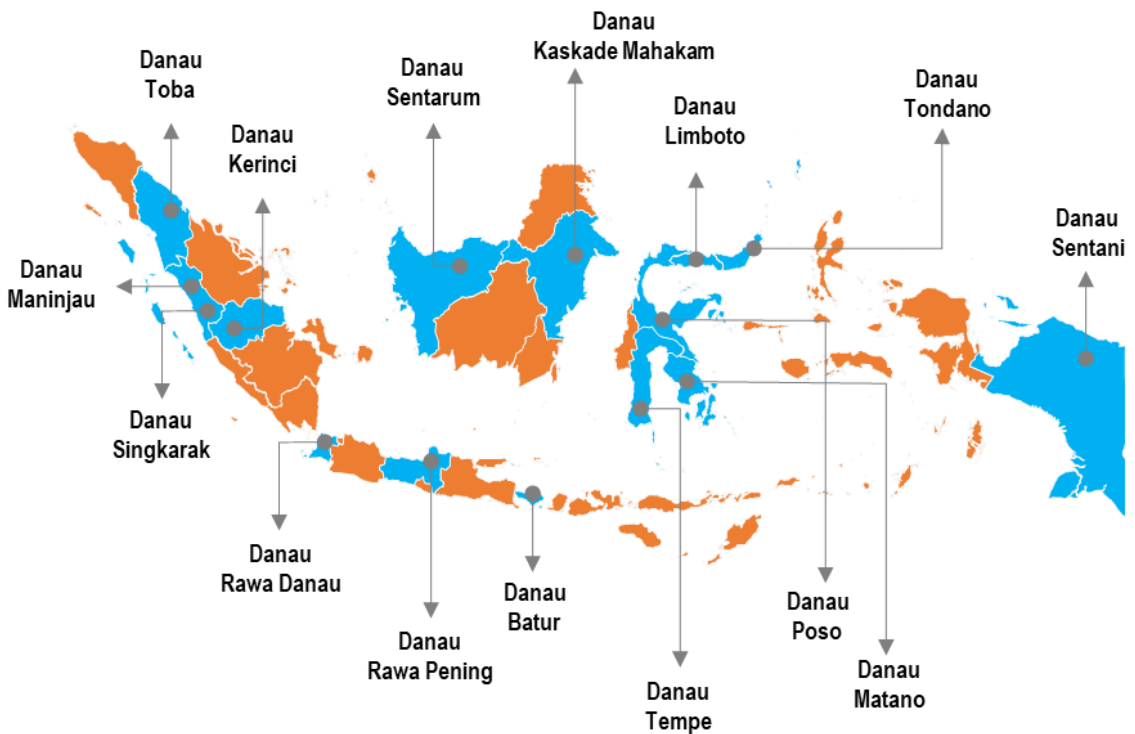 Danau
Kaskade Mahakam
Danau
Toba
Danau
Sentarum
Danau
Tondano
Danau
Limboto
Danau
Kerinci
Danau
Sentani
Danau
Maninjau
Danau
Singkarak
Danau
Rawa Danau
Danau
Batur
Danau
Poso
Danau
Rawa Pening
Danau
Matano
Danau
Tempe